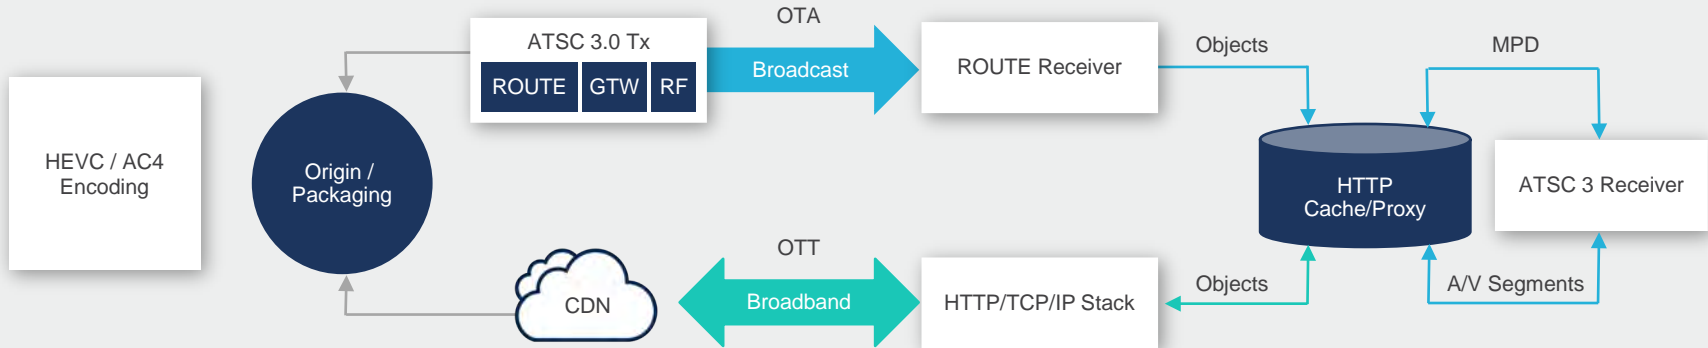 HEVC / AC4
Encoding
Origin /
Packaging
ATSC 3.0 Tx
ROUTE GTW RF
OTA
Broadcast
ROUTE Receiver
Objects
MPD
HTTP
Cache/Proxy
ATSC 3 Receiver
CDN
OTT
Broadband
HTTP/TCP/IP Stack
Objects
A/V Segments